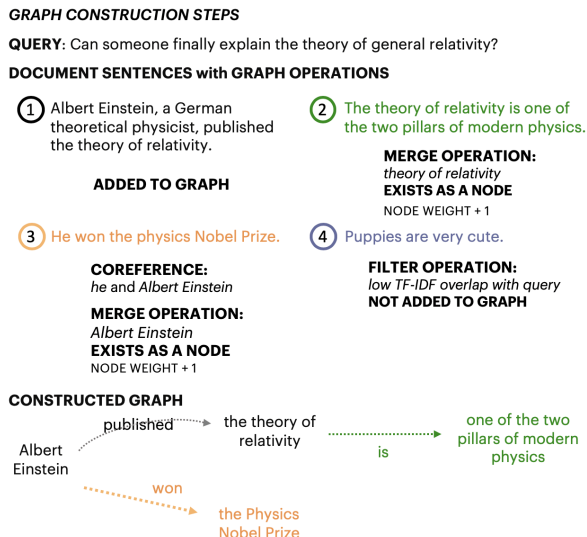 GRAPH CONSTRUCTION STEPS
QUERY: Can someone finally explain the theory of general relativity?
DOCUMENT SENTENCES with GRAPH OPERATIONS
1 Albert Einstein, a German
theoretical physicist, published
the theory of relativity.
ADDED TO GRAPH
2 The theory of relativity is one of
the two pillars of modern physics.
MERGE OPERATION:
theory of relativity
EXISTS AS A NODE
NODE WEIGHT + 1
3 He won the physics Nobel Prize.
COREFERENCE:
he and Albert Einstein
MERGE OPERATION:
Albert Einstein
EXISTS AS A NODE
NODE WEIGHT + 1
4 Puppies are very cute.
FILTER OPERATION:
low TF-IDF overlap with query
NOT ADDED TO GRAPH
CONSTRUCTED GRAPH
Albert
Einstein
published
the theory of
relativity
is
one of the two
pillars of modern
physics
won
the Physics
Nobel Prize